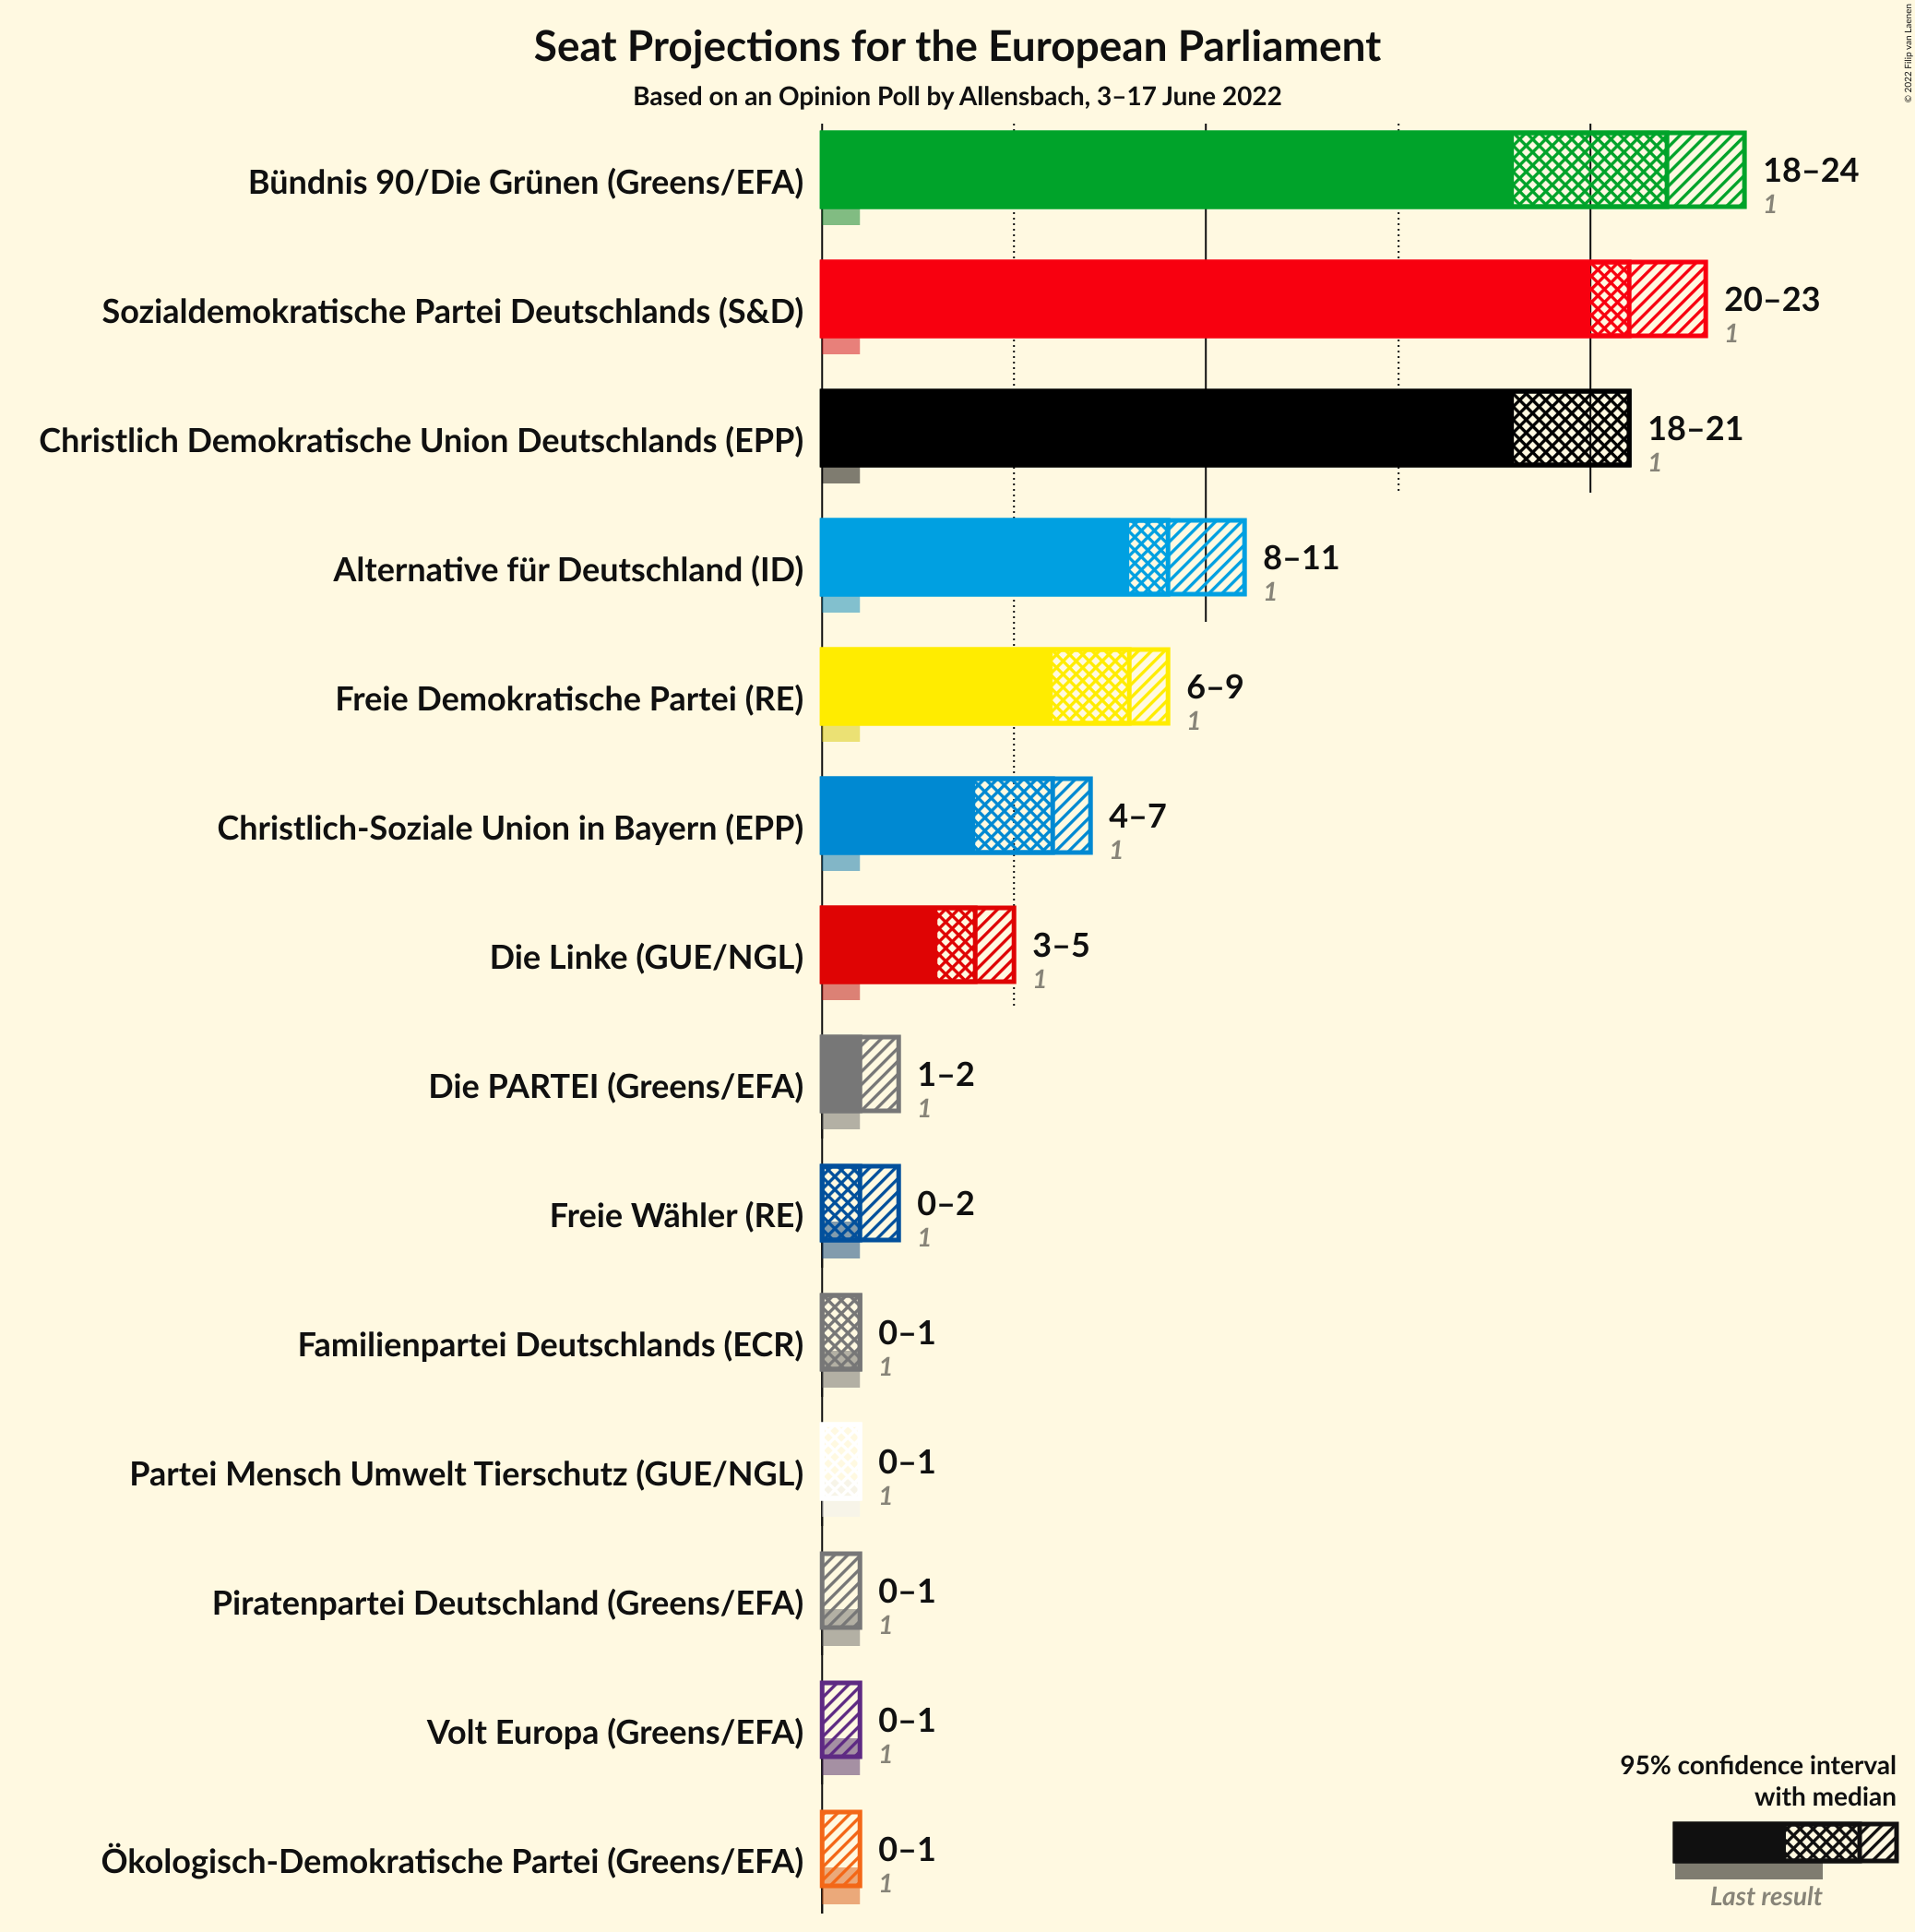 Seat Projections for the European Parliament
Based on an Opinion Poll by Allensbach, 3–17 June 2022
© 2022 Filip van Laenen
Bündnis 90/Die Grünen (Greens/EFA)
18–24
1
Sozialdemokratische Partei Deutschlands (S&D)
20–23
1
Christlich Demokratische Union Deutschlands (EPP)
18–21
1
Alternative für Deutschland (ID)
8–11
1
Freie Demokratische Partei (RE)
6–9
1
Christlich-Soziale Union in Bayern (EPP)
4–7
1
Die Linke (GUE/NGL)
3–5
1
Die PARTEI (Greens/EFA)
1–2
1
Freie Wähler (RE)
0–2
1
Familienpartei Deutschlands (ECR)
0–1
1
Partei Mensch Umwelt Tierschutz (GUE/NGL)
0–1
1
Piratenpartei Deutschland (Greens/EFA)
0–1
1
Volt Europa (Greens/EFA)
0–1
1
Ökologisch-Demokratische Partei (Greens/EFA)
0–1
1
95% confidence interval
with median
Last result